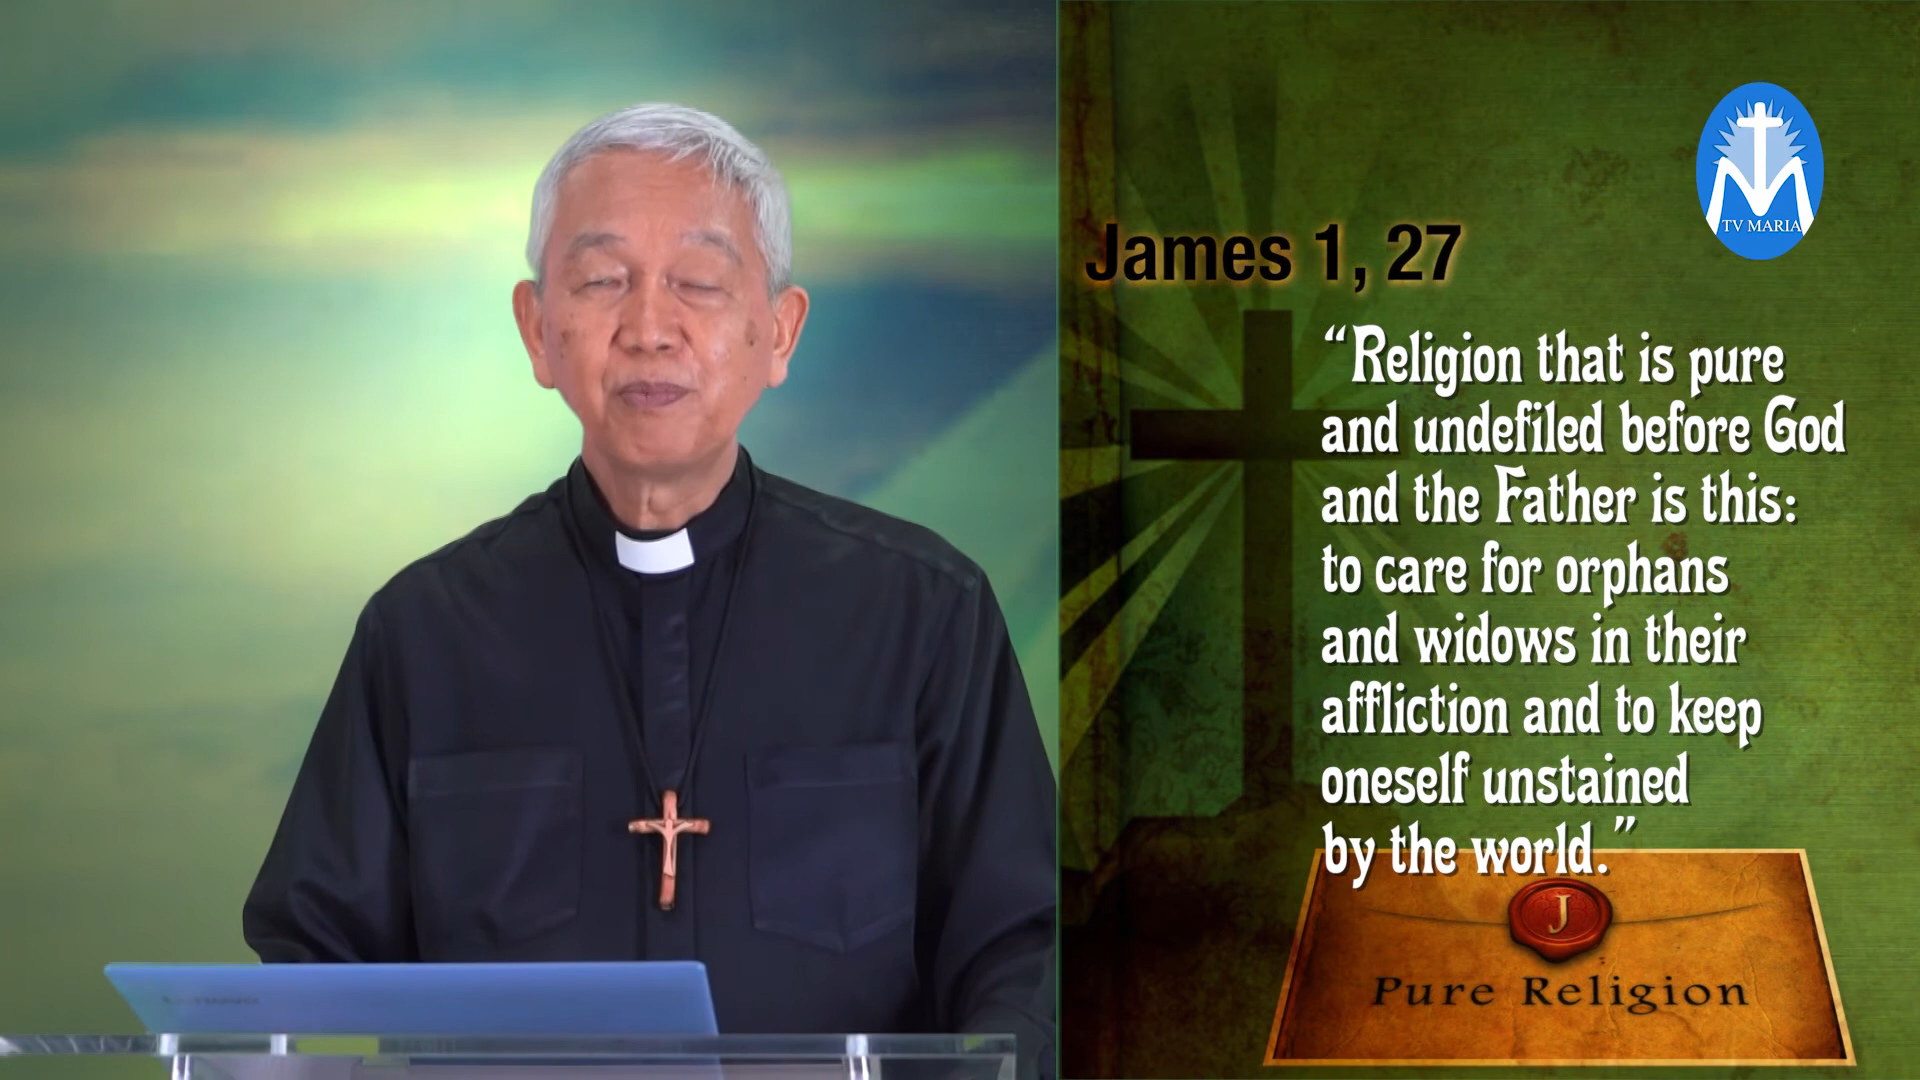 TV MARIA
James 1, 27
“Religion that is pure
and undefiled before God
and the Father is this:
to care for orphans
and widows in their
affliction and to keep
oneself unstained
by the world.”
J
Pure Religion
Lenovo